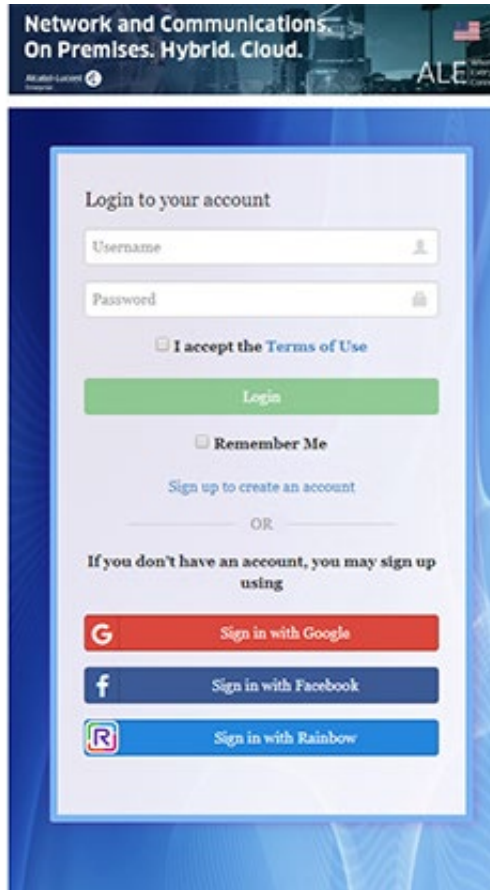 Network and Communications.
On Premises. Hybrid. Cloud.
Alcatel-Lucent
Enterprise
ALE
Login to your account
Username
Password
I accept the Terms of Use
Login
Remember Me
Sign up to create an account
OR
If you don't have an account, you may sign up
using
G
Sign in with Google
f
Sign in with Facebook
R
Sign in with Rainbow